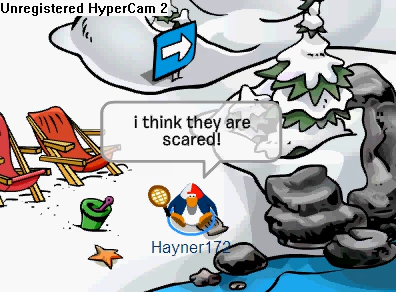 Unregistered HyperCam 2
i think they are
scared!
Hayner172